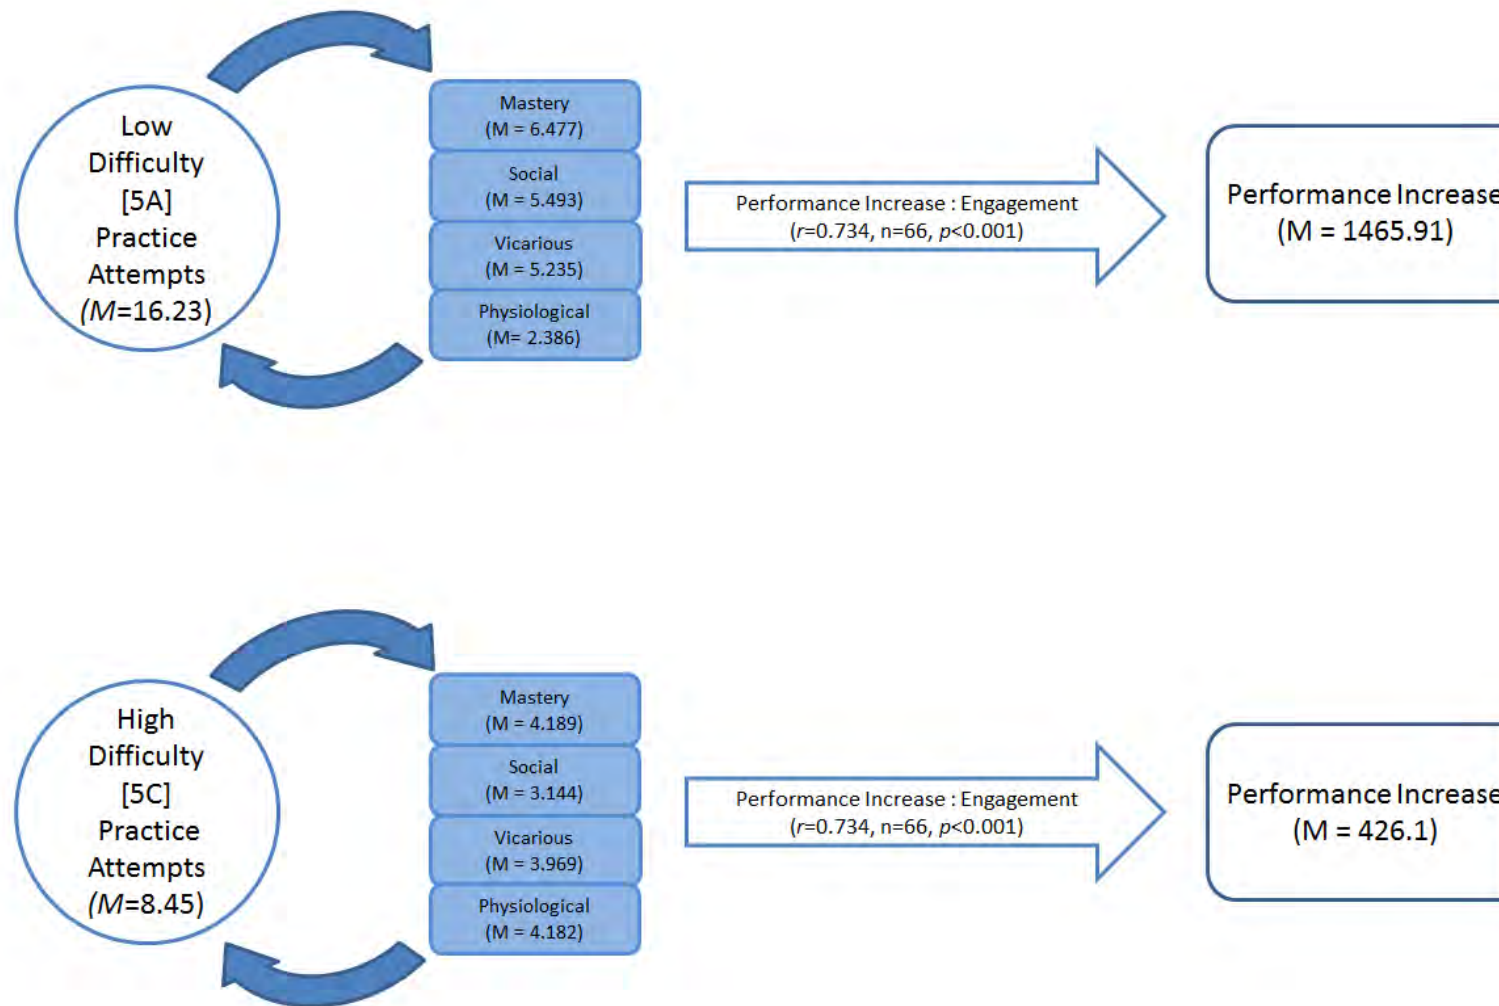 Low
Difficulty
[5A]
Practice
Attempts
(M=16.23)
Mastery
(M = 6.477)
Social
(M = 5.493)
Vicarious
(M = 5.235)
Physiological
(M= 2.386)
Performance Increase : Engagement
(r=0.734, n=66, p<0.001)
Performance Increase
(M = 1465.91)
High
Difficulty
[5C]
Practice
Attempts
(M=8.45)
Mastery
(M = 4.189)
Social
(M = 3.144)
Vicarious
(M = 3.969)
Physiological
(M = 4.182)
Performance Increase : Engagement
(r=0.734, n=66, p<0.001)
Performance Increase
(M = 426.1)